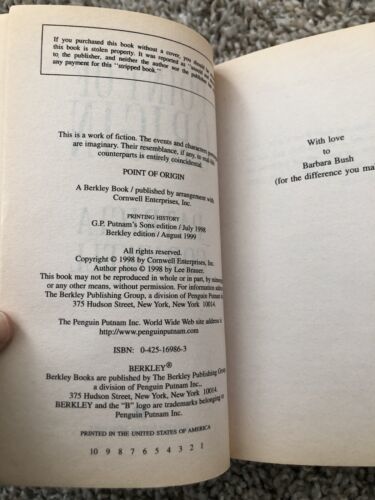 If you purchased this book without a cover, you should be
this book is stolen property. It was reported as "unsold and
to the publisher, and neither the author nor the publisher
any payment for this "stripped book."
This is a work of fiction. The events and characters
are imaginary. Their resemblance, if any, to real-life
counterparts is entirely coincidental.
POINT OF ORIGIN
A Berkley Book / published by arrangement with
Cornwell Enterprises, Inc.
PRINTING HISTORY
G.P. Putnam's Sons edition / July 1998
Berkley edition / August 1999
All rights reserved.
Copyright © 1998 by Cornwell Enterprises, Inc.
Author photo © 1998 by Lee Brauer.
This book may not be reproduced in whole or in part, by
or any other means, without permission. For information address:
The Berkley Publishing Group, a division of Penguin Putnam
375 Hudson Street, New York, New York 10014.
The Penguin Putnam Inc. World Wide Web site address is
http://www.penguinputnam.com
ISBN: 0-425-16986-3
BERKLEY®
Berkley Books are published by The Berkley Publishing Group,
a division of Penguin Putnam Inc.,
375 Hudson Street, New York, New York 10014.
BERKLEY and the "B" logo are trademarks belonging to
Penguin Putnam Inc.
PRINTED IN THE UNITED STATES OF AMERICA
10 9 8 7 6 5 4 3 2 1
With love
to
Barbara Bush
(for the difference you